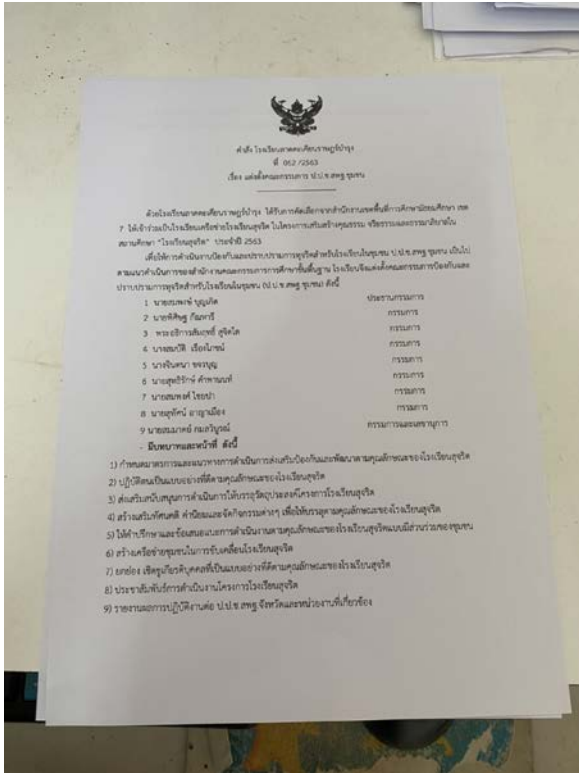 คำสั่ง โรงเรียนลาดตะเคียนราษฎร์บำรุง
ที่ 052 /2563
เรื่อง แต่งตั้งคณะกรรมการ ป.ป.ช.สพฐ.ชุมชน
ด้วยโรงเรียนลาดตะเคียนราษฎร์บำรุง ได้รับการคัดเลือกจากสำนักงานเขตพื้นที่การศึกษามัธยมศึกษา เขต
7 ให้เข้าร่วมเป็นโรงเรียนเครือข่ายโรงเรียนสุจริต ในโครงการเสริมสร้างคุณธรรม จริยธรรมและธรรมาภิบาลใน
สถานศึกษา "โรงเรียนสุจริต" ประจำปี 2563
เพื่อให้การดำเนินงานป้องกันและปราบปรามการทุจริตสำหรับโรงเรียนในชุมชน ป.ป.ช.สพฐ.ชุมชน เป็นไป
ตามแนวดำเนินการของสำนักงานคณะกรรมการการศึกษาขั้นพื้นฐาน โรงเรียนจึงแต่งตั้งคณะกรรมการป้องกันและ
ปราบปรามการทุจริตสำหรับโรงเรียนในชุมชน (ป.ป.ช.สพฐ.ชุมชน) ดังนี้
1 นายสมพงษ์ บุญเกิด ประธานกรรมการ
2 นายพิศิษฐ กรรมการ
3 พระอธิการสัมฤทธิ์ สุจิตโต กรรมการ
4 นางสมบัติ เรืองโภชน์ กรรมการ
5 นางจินตนา ขจรบุญ กรรมการ
6 นายสุทธิรักษ์ คำพานนท์ กรรมการ
7 นายสมพงศ์ ไชยปา กรรมการ
8 นายสุทัศน์ อาญาเมือง กรรมการ
9 นายสมมาตย์ กมลวิบูรณ์ กรรมการและเลขานุการ
- มีบทบาทและหน้าที่ ดังนี้
1) กำหนดมาตรการและแนวทางการดำเนินการส่งเสริมป้องกันและพัฒนาตามคุณลักษณะของโรงเรียนสุจริต
2) ปฏิบัติตนเป็นแบบอย่างที่ดีตามคุณลักษณะของโรงเรียนสุจริต
3) ส่งเสริมสนับสนุนการดำเนินการให้บรรลุวัตถุประสงค์โครงการโรงเรียนสุจริต
4) สร้างเสริมทัศนคติ ค่านิยมและจัดกิจกรรมต่างๆ เพื่อให้บรรลุตามคุณลักษณะของโรงเรียนสุจริต
5) ให้คำปรึกษาและข้อเสนอแนะการดำเนินงานตามคุณลักษณะของโรงเรียนสุจริตแบบมีส่วนร่วมของชุมชน
6) สร้างเครือข่ายชุมชนในการขับเคลื่อนโรงเรียนสุจริต
7) ยกย่อง เชิดชูเกียรติบุคคลที่เป็นแบบอย่างที่ดีตามคุณลักษณะของโรงเรียนสุจริต
8) ประชาสัมพันธ์การดำเนินงานโครงการโรงเรียนสุจริต
9) รายงานผลการปฏิบัติงานต่อ ป.ป.ช.สพฐ.จังหวัดและหน่วยงานที่เกี่ยวข้อง